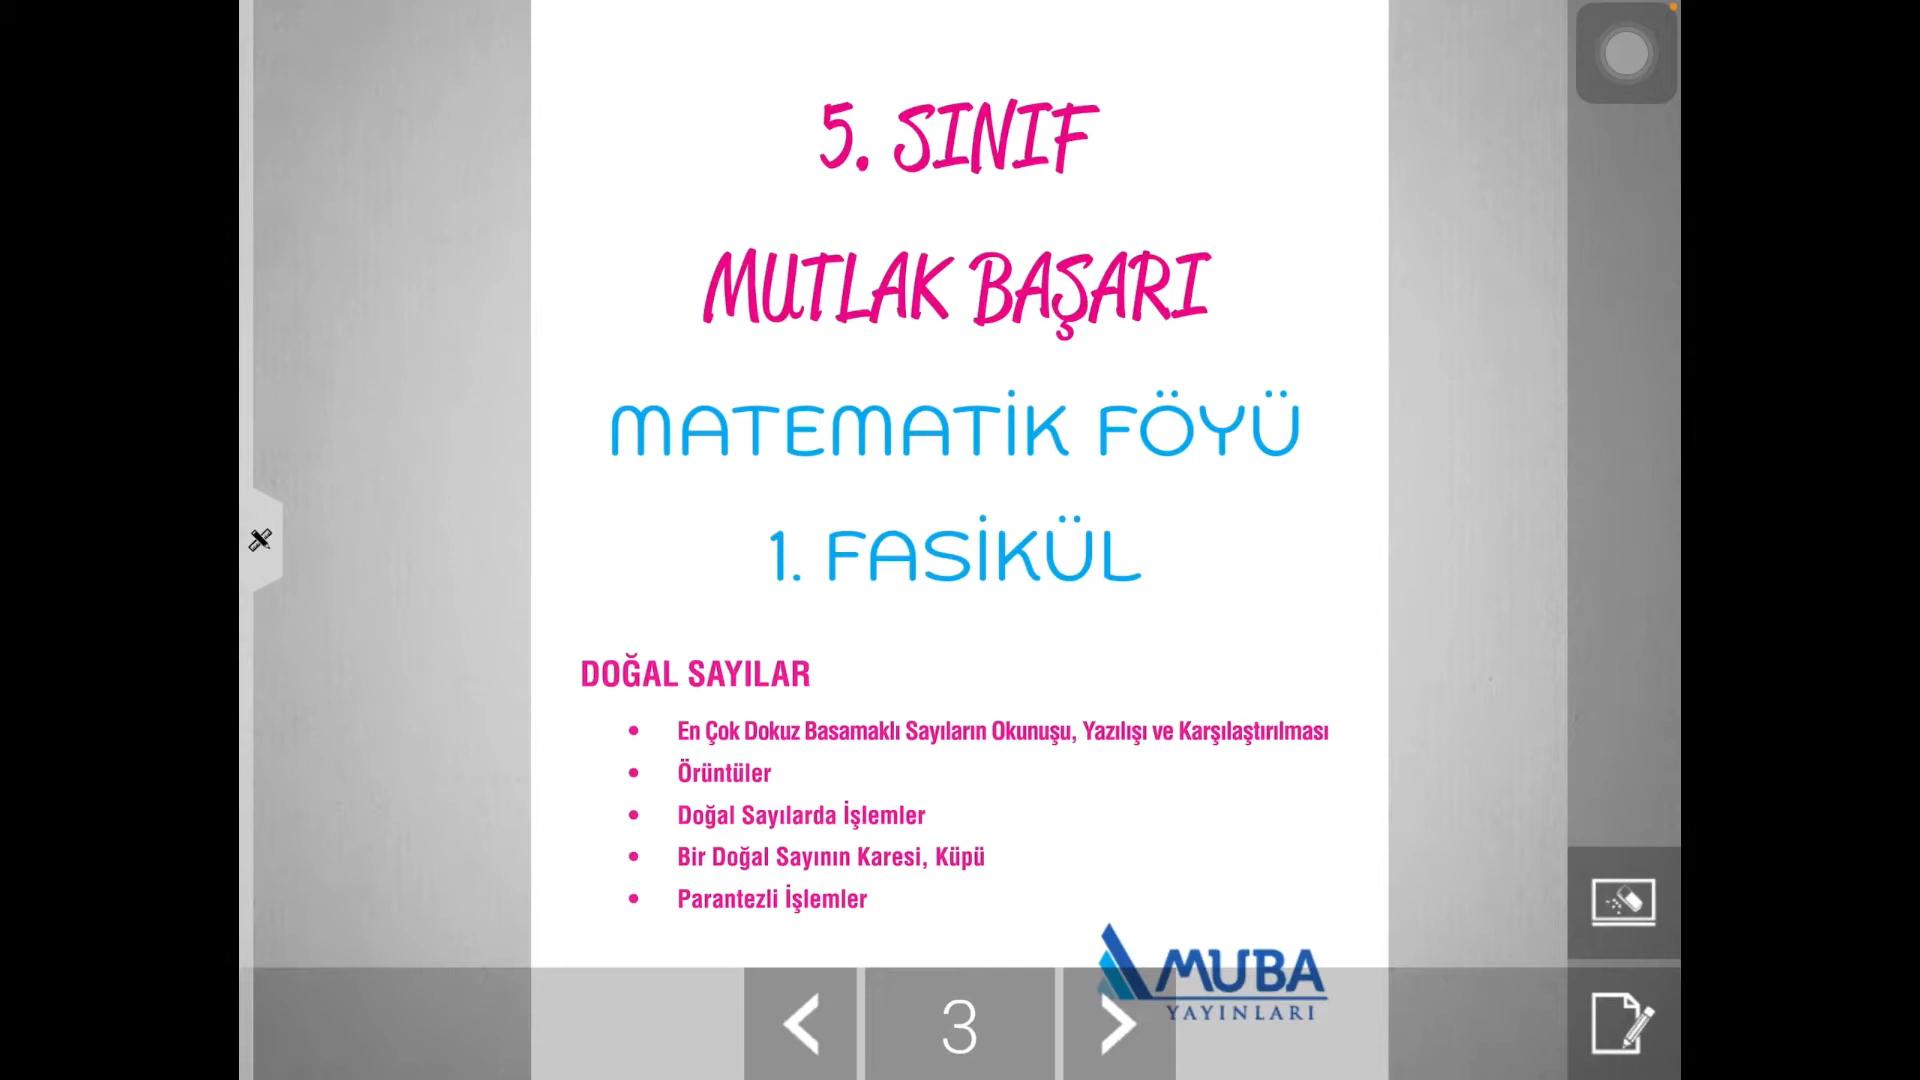 5. SINIF
MUTLAK BAŞARI
MATEMATİK FÖYÜ
1. FASİKÜL
DOĞAL SAYILAR
• En Çok Dokuz Basamaklı Sayıların Okunuşu, Yazılışı ve Karşılaştırılması
• Örüntüler
• Doğal Sayılarda İşlemler
• Bir Doğal Sayının Karesi, Küpü
• Parantezli İşlemler
MUBA
YAYINLARI
3